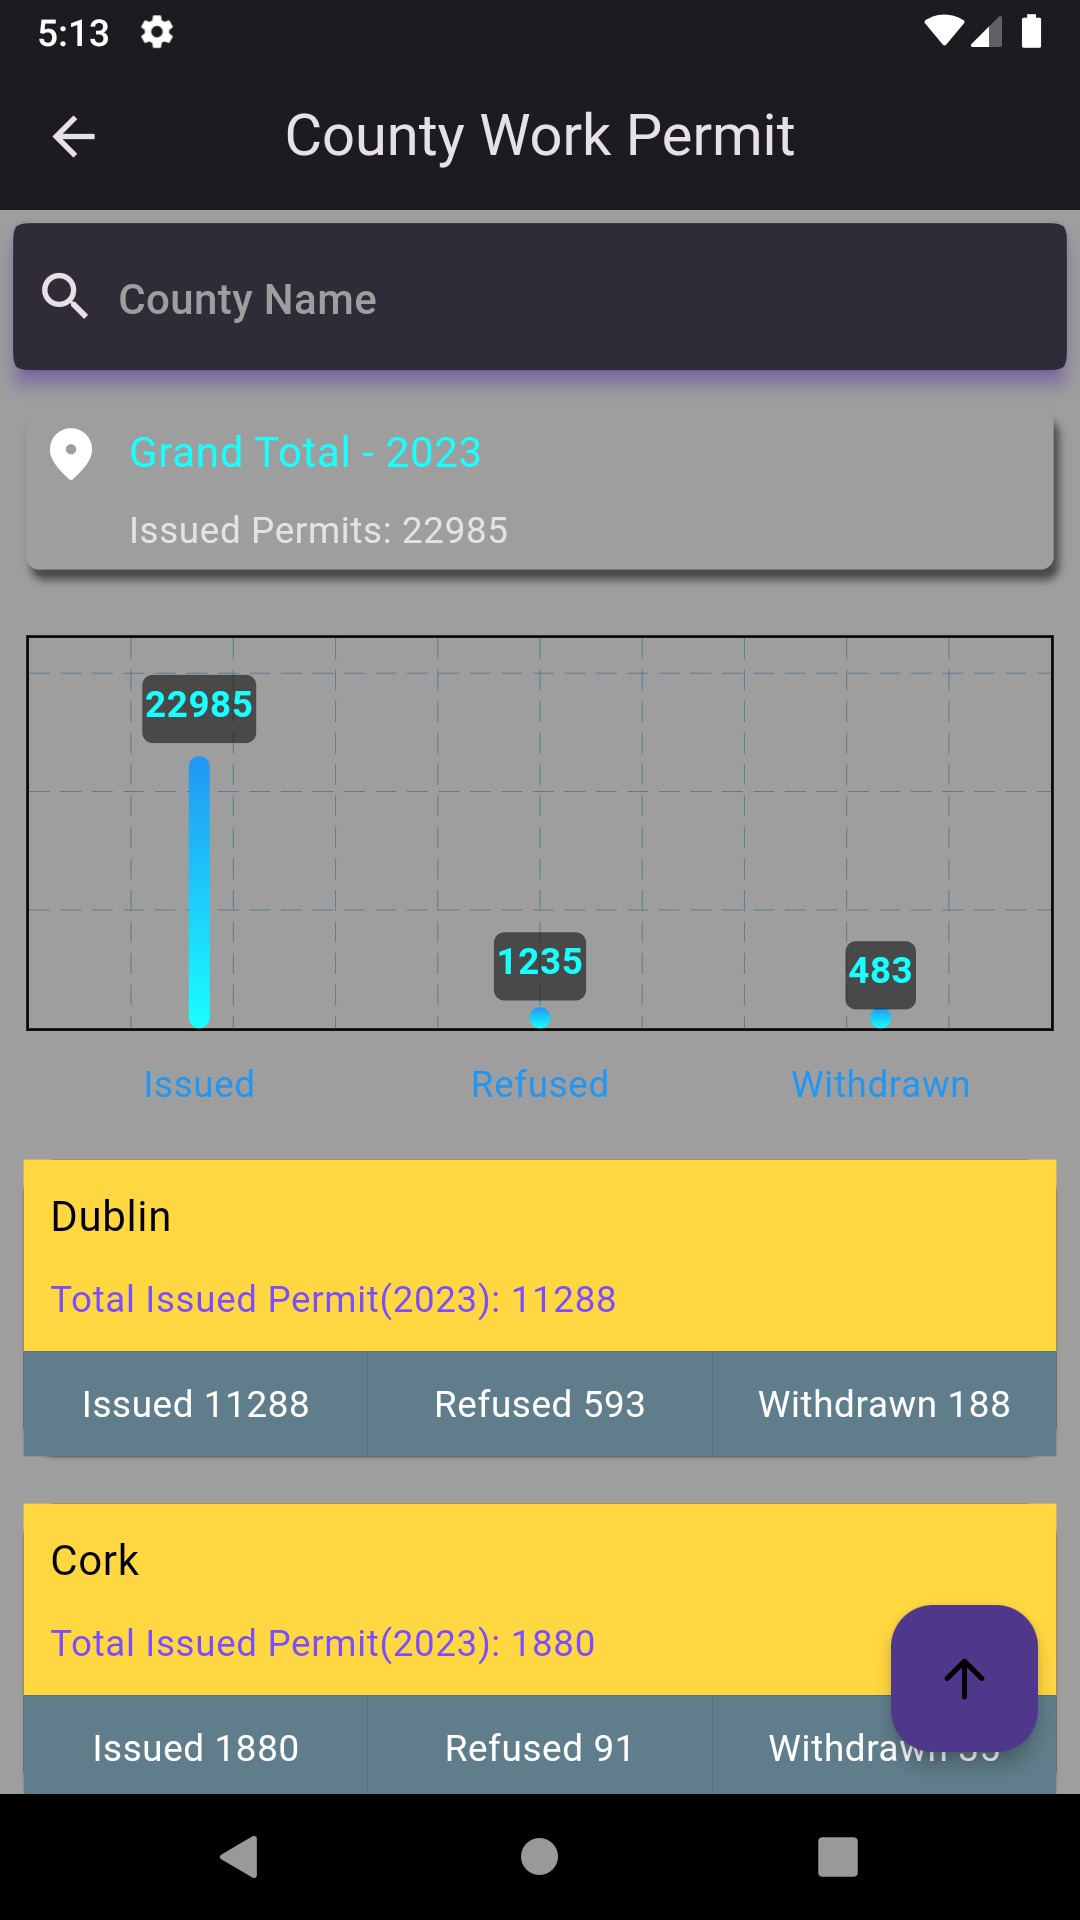 5:13
County Work Permit
County Name
Grand Total - 2023
Issued Permits: 22985
22985
1235
483
Issued Refused Withdrawn
Dublin
Total Issued Permit(2023): 11288
Issued 11288 Refused 593 Withdrawn 188
Cork
Total Issued Permit(2023): 1880
Issued 1880 Refused 91